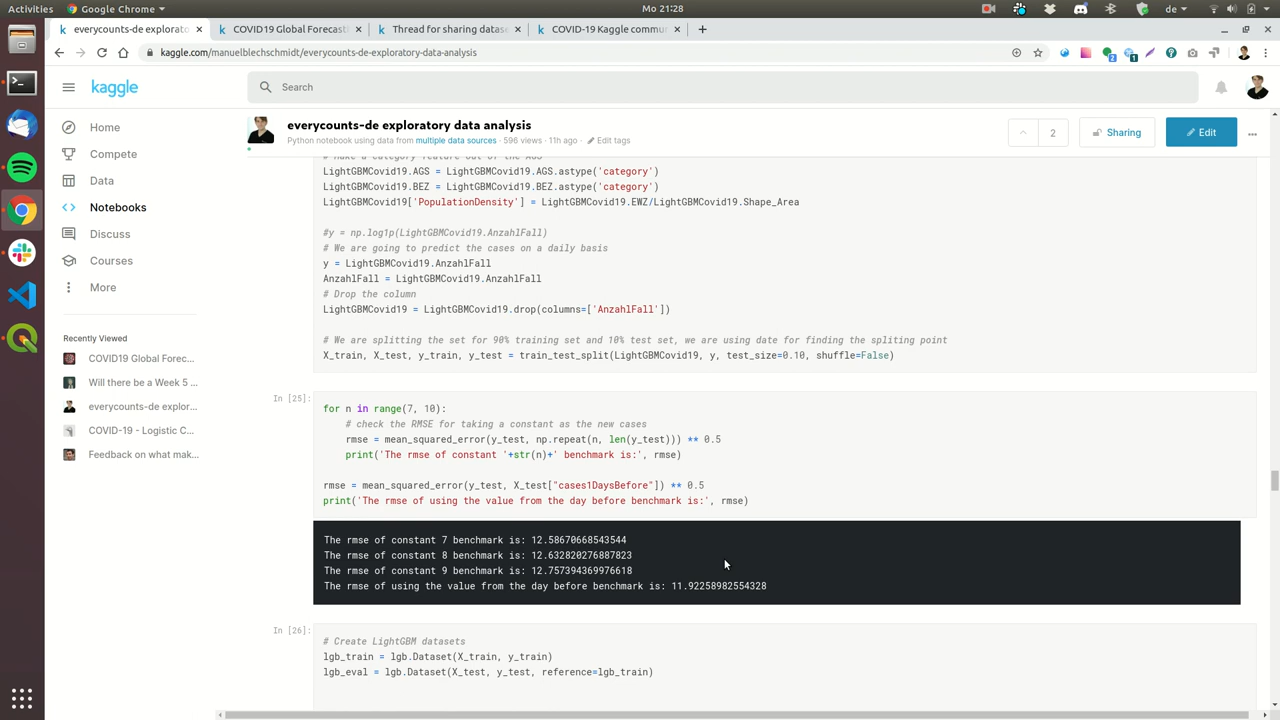 Activities
Google Chrome
Mo 21:28
de
everycounts-de explorato
COVID19 Global Forecasti
Thread for sharing datase
COVID-19 Kaggle commun
kaggle.com/manuelblechschmidt/everycounts-de-exploratory-data-analysis
kaggle
Search
Home
Compete
Data
Notebooks
Discuss
Courses
More
Recently Viewed
COVID19 Global Forec...
Will there be a Week 5 ...
everycounts-de explor...
COVID-19 - Logistic C...
Feedback on what mak...
everycounts-de exploratory data analysis
Python notebook using data from multiple data sources · 596 views · 11h ago · Edit tags
2
Sharing
Edit
# Make a category feature out of the AGS
LightGBMCovid19.AGS = LightGBMCovid19.AGS.astype('category')
LightGBMCovid19.BEZ = LightGBMCovid19.BEZ.astype('category')
LightGBMCovid19['PopulationDensity'] = LightGBMCovid19.EWZ/LightGBMCovid19.Shape_Area
#y = np.log1p(LightGBMCovid19.AnzahlFall)
# We are going to predict the cases on a daily basis
y = LightGBMCovid19.AnzahlFall
AnzahlFall = LightGBMCovid19.AnzahlFall
# Drop the column
LightGBMCovid19 = LightGBMCovid19.drop(columns=['AnzahlFall'])
# We are splitting the set for 90% training set and 10% test set, we are using date for finding the spliting point
X_train, X_test, y_train, y_test = train_test_split(LightGBMCovid19, y, test_size=0.10, shuffle=False)
In [25]:
for n in range(7, 10):
# check the RMSE for taking a constant as the new cases
rmse = mean_squared_error(y_test, np.repeat(n, len(y_test))) ** 0.5
print('The rmse of constant '+str(n)+' benchmark is:', rmse)
rmse = mean_squared_error(y_test, X_test["cases1DaysBefore"]) ** 0.5
print('The rmse of using the value from the day before benchmark is:', rmse)
The rmse of constant 7 benchmark is: 12.58670668543544
The rmse of constant 8 benchmark is: 12.632820276887823
The rmse of constant 9 benchmark is: 12.757394369976618
The rmse of using the value from the day before benchmark is: 11.92258982554328
In [26]:
# Create LightGBM datasets
lgb_train = lgb.Dataset(X_train, y_train)
lgb_eval = lgb.Dataset(X_test, y_test, reference=lgb_train)